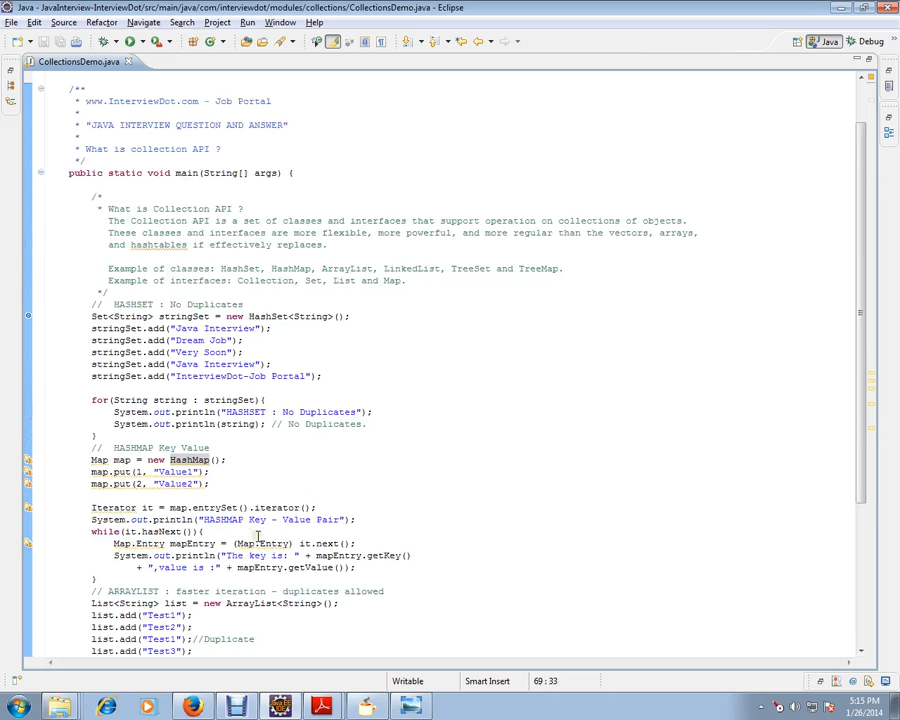 Java - JavaInterview-InterviewDot/src/main/java/com/interviewdot/modules/collections/CollectionsDemo.java - Eclipse
File Edit Source Refactor Navigate Search Project Run Window Help
Java Debug
CollectionsDemo.java
/**
* www.InterviewDot.com - Job Portal
*
* "JAVA INTERVIEW QUESTION AND ANSWER"
*
* What is collection API ?
*/
public static void main(String[] args) {
/*
* What is Collection API ?
The Collection API is a set of classes and interfaces that support operation on collections of objects.
These classes and interfaces are more flexible, more powerful, and more regular than the vectors, arrays,
and hashtables if effectively replaces.
Example of classes: HashSet, HashMap, ArrayList, LinkedList, TreeSet and TreeMap.
Example of interfaces: Collection, Set, List and Map.
*/
// HASHSET : No Duplicates
Set<String> stringSet = new HashSet<String>();
stringSet.add("Java Interview");
stringSet.add("Dream Job");
stringSet.add("Very Soon");
stringSet.add("Java Interview");
stringSet.add("InterviewDot-Job Portal");
for(String string : stringSet){
System.out.println("HASHSET : No Duplicates");
System.out.println(string); // No Duplicates.
}
// HASHMAP Key Value
Map map = new HashMap();
map.put(1, "Value1");
map.put(2, "Value2");
Iterator it = map.entrySet().iterator();
System.out.println("HASHMAP Key - Value Pair");
while(it.hasNext()){
Map.Entry mapEntry = (Map.Entry) it.next();
System.out.println("The key is: " + mapEntry.getKey()
+ ",value is :" + mapEntry.getValue());
}
// ARRAYLIST : faster iteration - duplicates allowed
List<String> list = new ArrayList<String>();
list.add("Test1");
list.add("Test2");
list.add("Test1");//Duplicate
list.add("Test3");
Writable Smart Insert 69 : 33
5:15 PM
1/26/2014